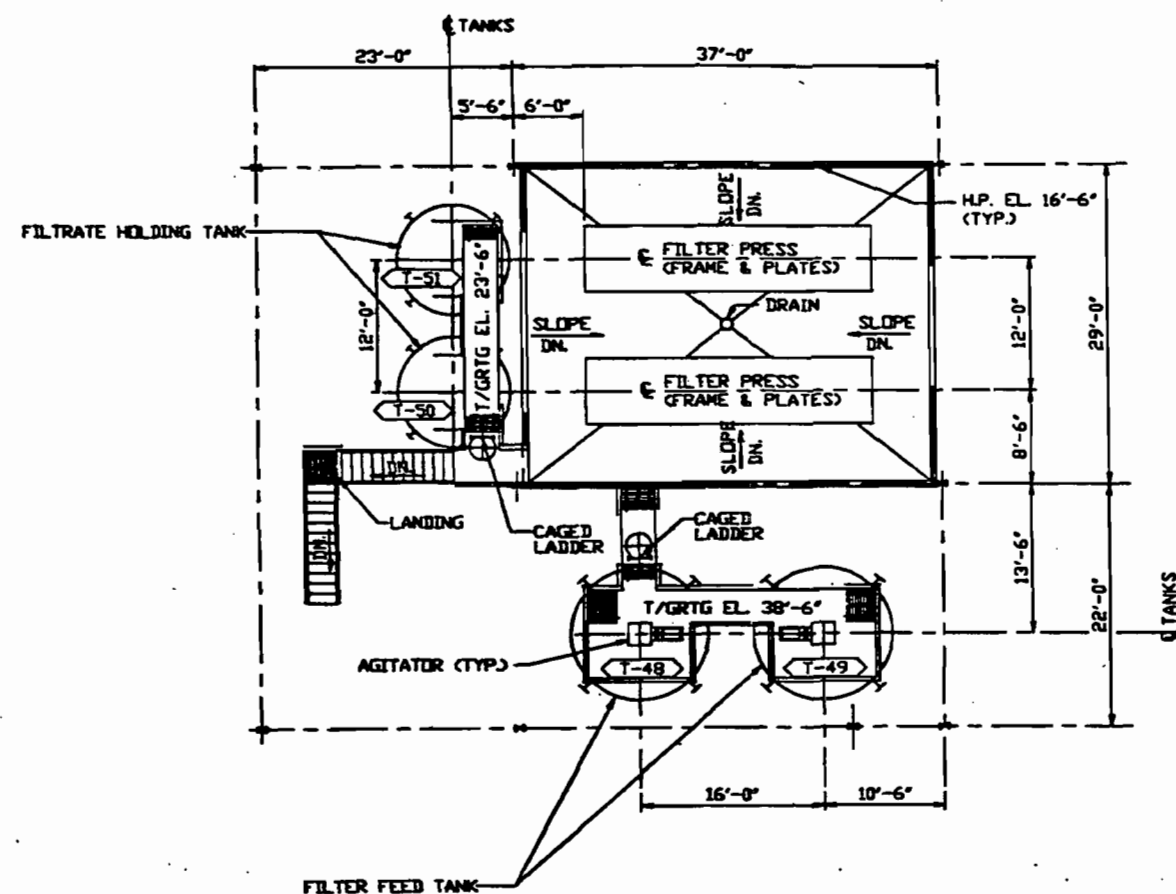 ℄ TANKS
23'-0"
37'-0"
5'-6"
6'-0"
H.P. EL. 16'-6"
(TYP.)
SLOPE
DN.
FILTRATE HOLDING TANK
T-51
T/GRTG EL. 23'-6"
℄ FILTER PRESS
(FRAME & PLATES)
DRAIN
12'-0"
SLOPE
DN.
SLOPE
DN.
12'-0"
29'-0"
℄ FILTER PRESS
(FRAME & PLATES)
T-50
SLOPE
DN.
8'-6"
DN.
LANDING
CAGED
LADDER
CAGED
LADDER
DN.
13'-6"
22'-0"
℄ TANKS
T/GRTG EL. 38'-6"
AGITATOR (TYP.)
T-48
T-49
16'-0"
10'-6"
FILTER FEED TANK